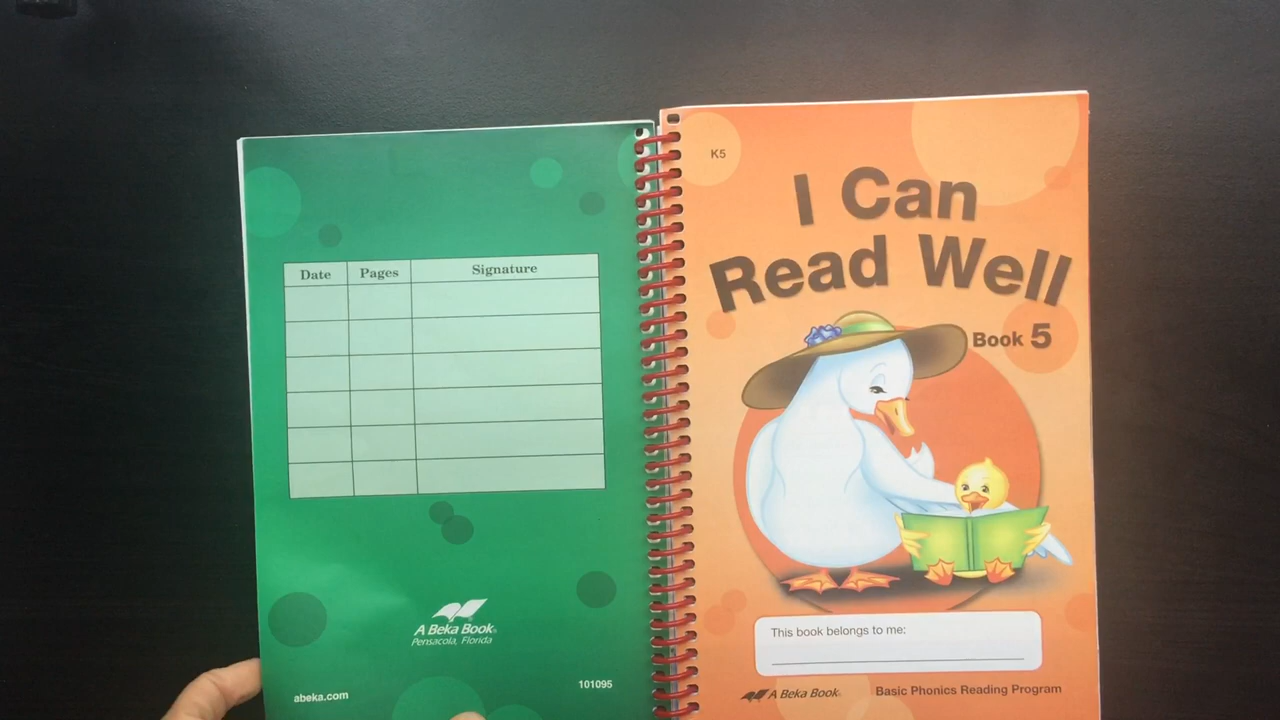 Date Pages Signature
A Beka Book®
Pensacola, Florida
abeka.com
101095
K5
I Can
Read Well
Book 5
This book belongs to me:
A Beka Book®
Basic Phonics Reading Program